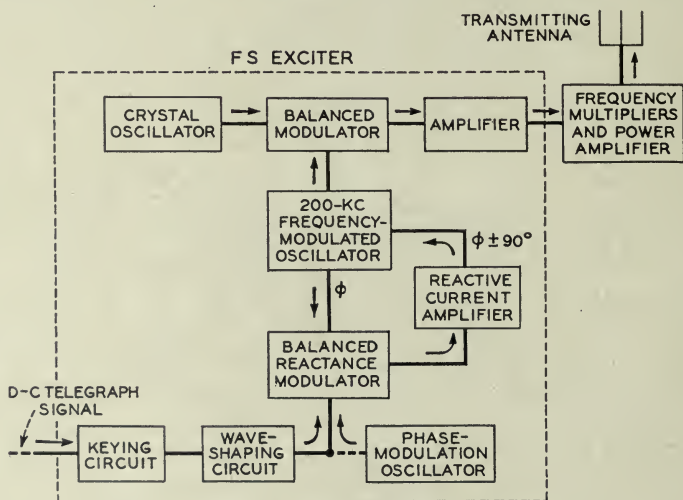 TRANSMITTING
ANTENNA
FS EXCITER
CRYSTAL
OSCILLATOR
BALANCED
MODULATOR
AMPLIFIER
FREQUENCY
MULTIPLIERS
AND POWER
AMPLIFIER
200-KC
FREQUENCY-
MODULATED
OSCILLATOR
ϕ ± 90°
REACTIVE
CURRENT
AMPLIFIER
ϕ
BALANCED
REACTANCE
MODULATOR
D-C TELEGRAPH
SIGNAL
KEYING
CIRCUIT
WAVE-
SHAPING
CIRCUIT
PHASE-
MODULATION
OSCILLATOR